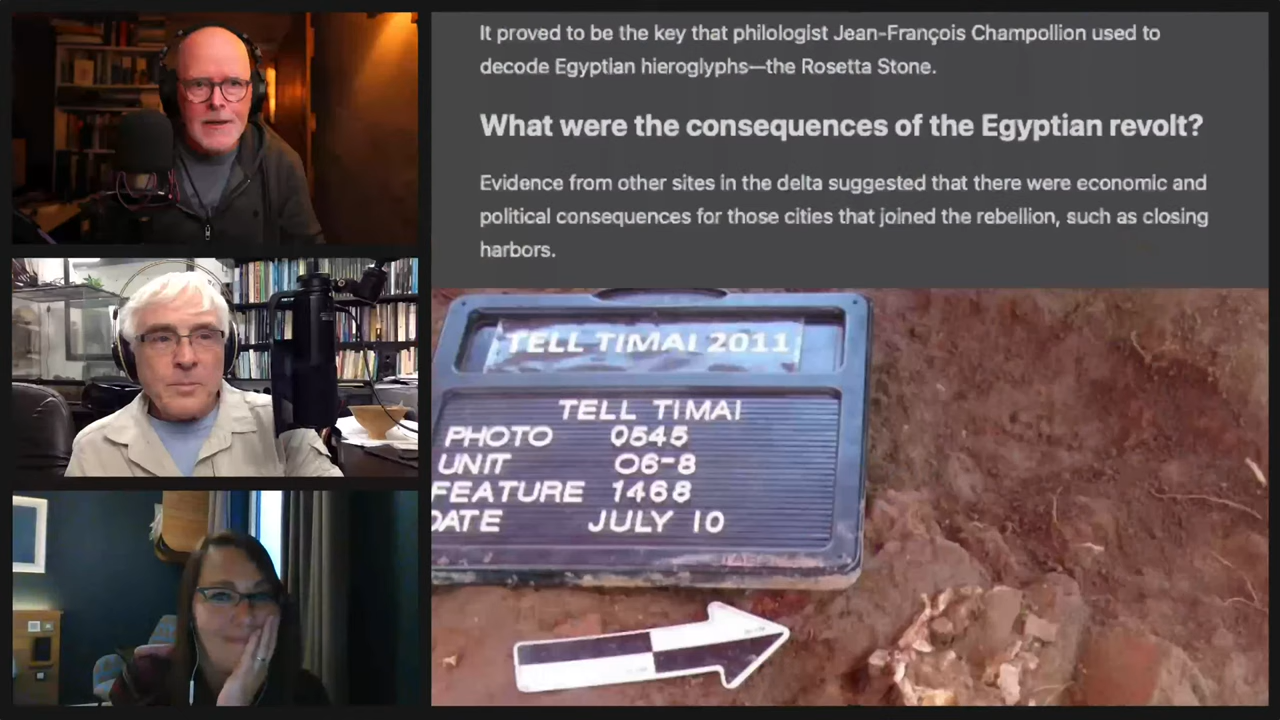 It proved to be the key that philologist Jean-François Champollion used to
decode Egyptian hieroglyphs—the Rosetta Stone.
What were the consequences of the Egyptian revolt?
Evidence from other sites in the delta suggested that there were economic and
political consequences for those cities that joined the rebellion, such as closing
harbors.
TELL TIMAI 2011
TELL TIMAI
PHOTO 0545
UNIT 06-8
FEATURE 1468
DATE JULY 10